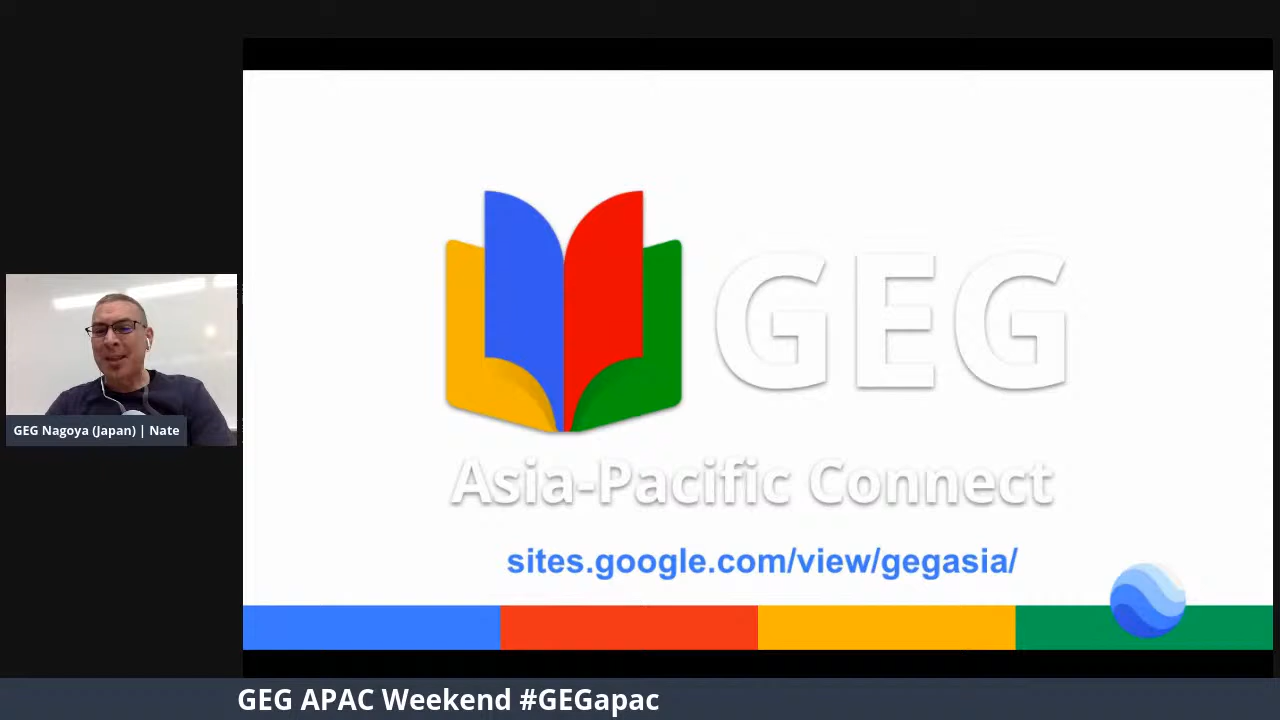 GEG
Asia-Pacific Connect
sites.google.com/view/gegasia/
GEG Nagoya (Japan) | Nate
GEG APAC Weekend #GEGapac